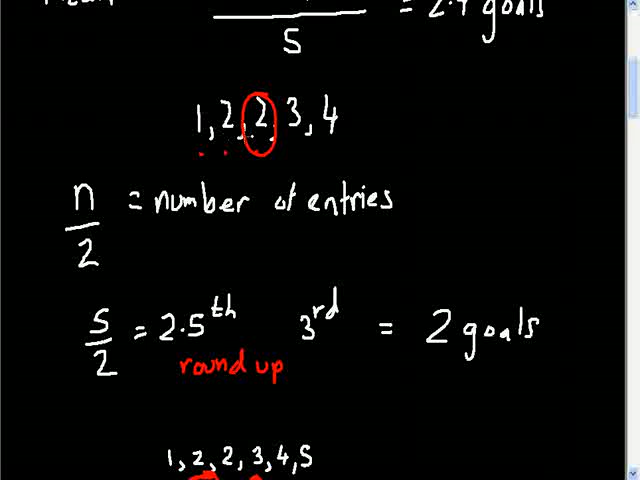 = 2.4 goals
5
1, 2, 2, 3, 4
n
2
= number of entries
5
2
= 2.5th 3rd = 2 goals
round up
1, 2, 2, 3, 4, 5